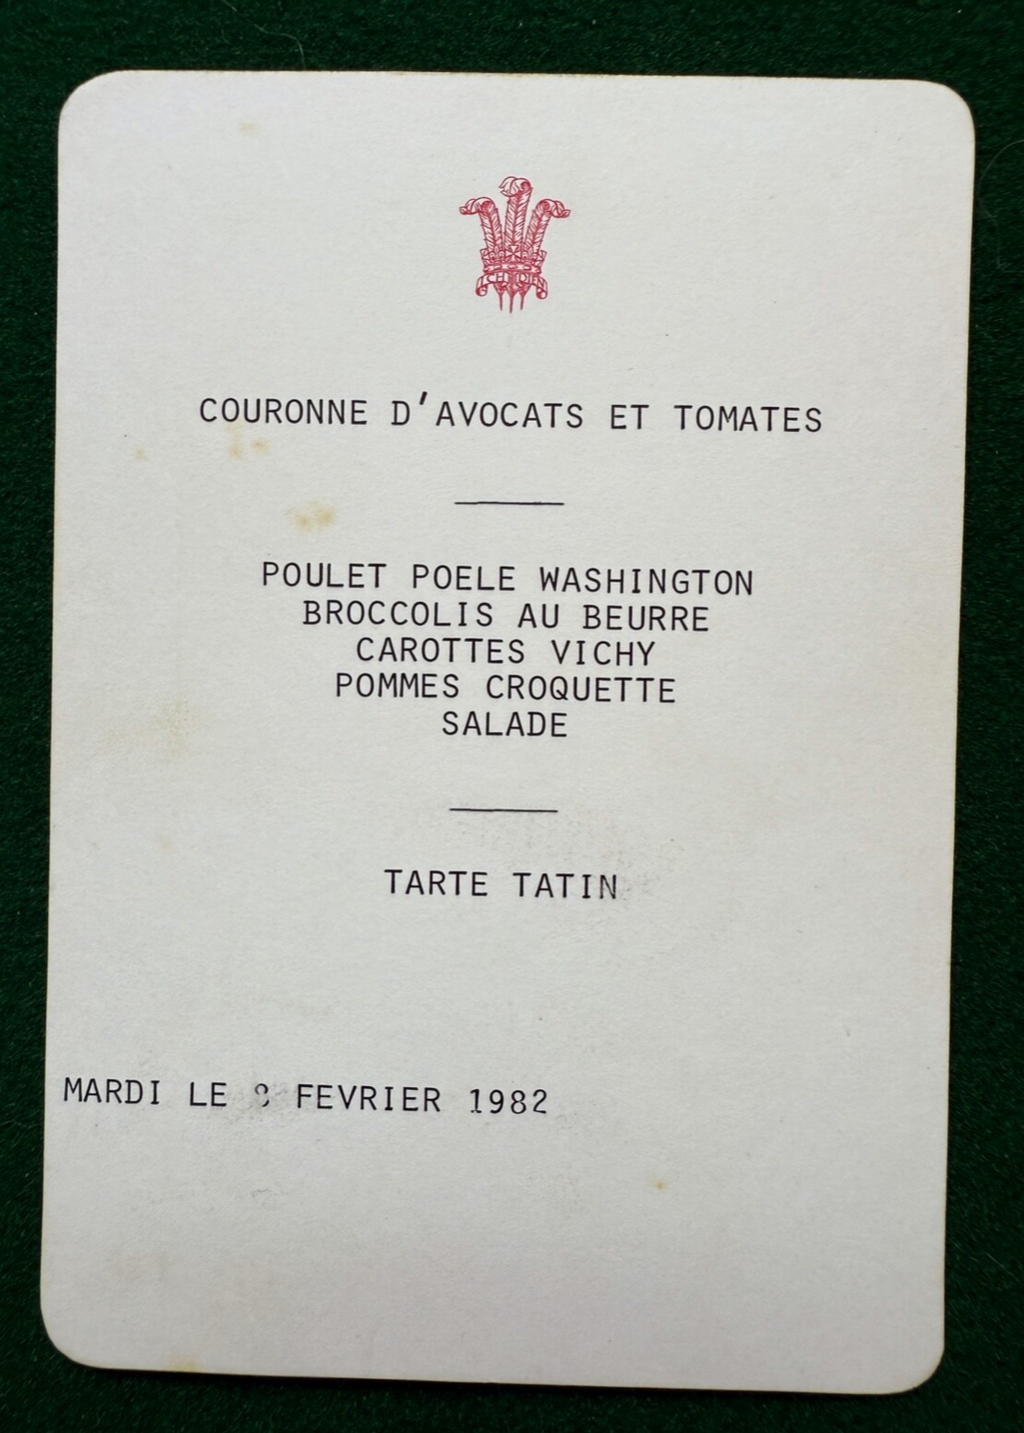 COURONNE D'AVOCATS ET TOMATES
POULET POELE WASHINGTON
BROCCOLIS AU BEURRE
CAROTTES VICHY
POMMES CROQUETTE
SALADE
TARTE TATIN
MARDI LE FEVRIER 1982